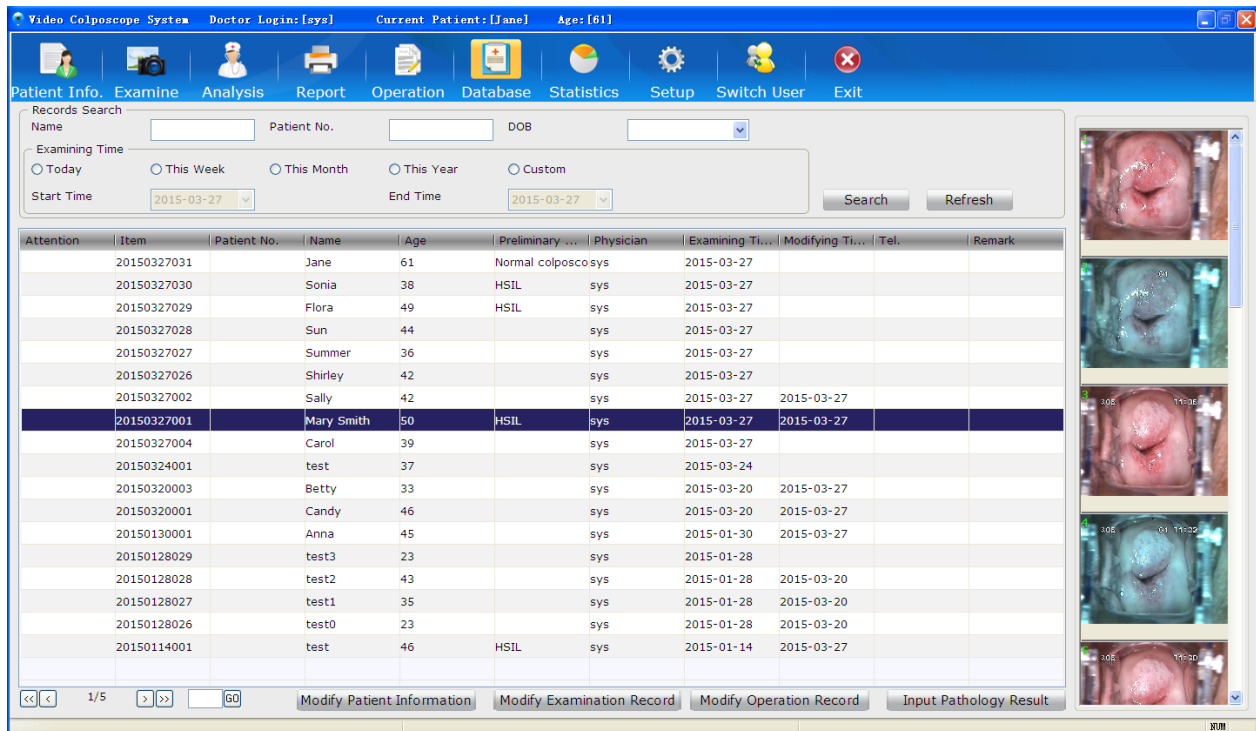 Video Colposcope System Doctor Login:[sys] Current Patient:[Jane] Age:[61]
Patient Info. Examine Analysis Report Operation Database Statistics Setup Switch User Exit
Records Search
Name Patient No. DOB
Examining Time
Today This Week This Month This Year Custom
Start Time 2015-03-27 End Time 2015-03-27 Search Refresh
Attention Item Patient No. Name Age Preliminary ... Physician Examining Ti... Modifying Ti... Tel. Remark
20150327031 Jane 61 Normal colposco sys 2015-03-27
20150327030 Sonia 38 HSIL sys 2015-03-27
20150327029 Flora 49 HSIL sys 2015-03-27
20150327028 Sun 44 sys 2015-03-27
20150327027 Summer 36 sys 2015-03-27
20150327026 Shirley 42 sys 2015-03-27
20150327002 Sally 42 sys 2015-03-27 2015-03-27
20150327001 Mary Smith 50 HSIL sys 2015-03-27 2015-03-27
20150327004 Carol 39 sys 2015-03-27
20150324001 test 37 sys 2015-03-24
20150320003 Betty 33 sys 2015-03-20 2015-03-27
20150320001 Candy 46 sys 2015-03-20 2015-03-27
20150130001 Anna 45 sys 2015-01-30 2015-03-27
20150128029 test3 23 sys 2015-01-28
20150128028 test2 43 sys 2015-01-28 2015-03-20
20150128027 test1 35 sys 2015-01-28 2015-03-20
20150128026 test0 23 sys 2015-01-28 2015-03-20
20150114001 test 46 HSIL sys 2015-01-14 2015-03-27
<< < 1/5 > >> GO Modify Patient Information Modify Examination Record Modify Operation Record Input Pathology Result
1
3
4
NUM